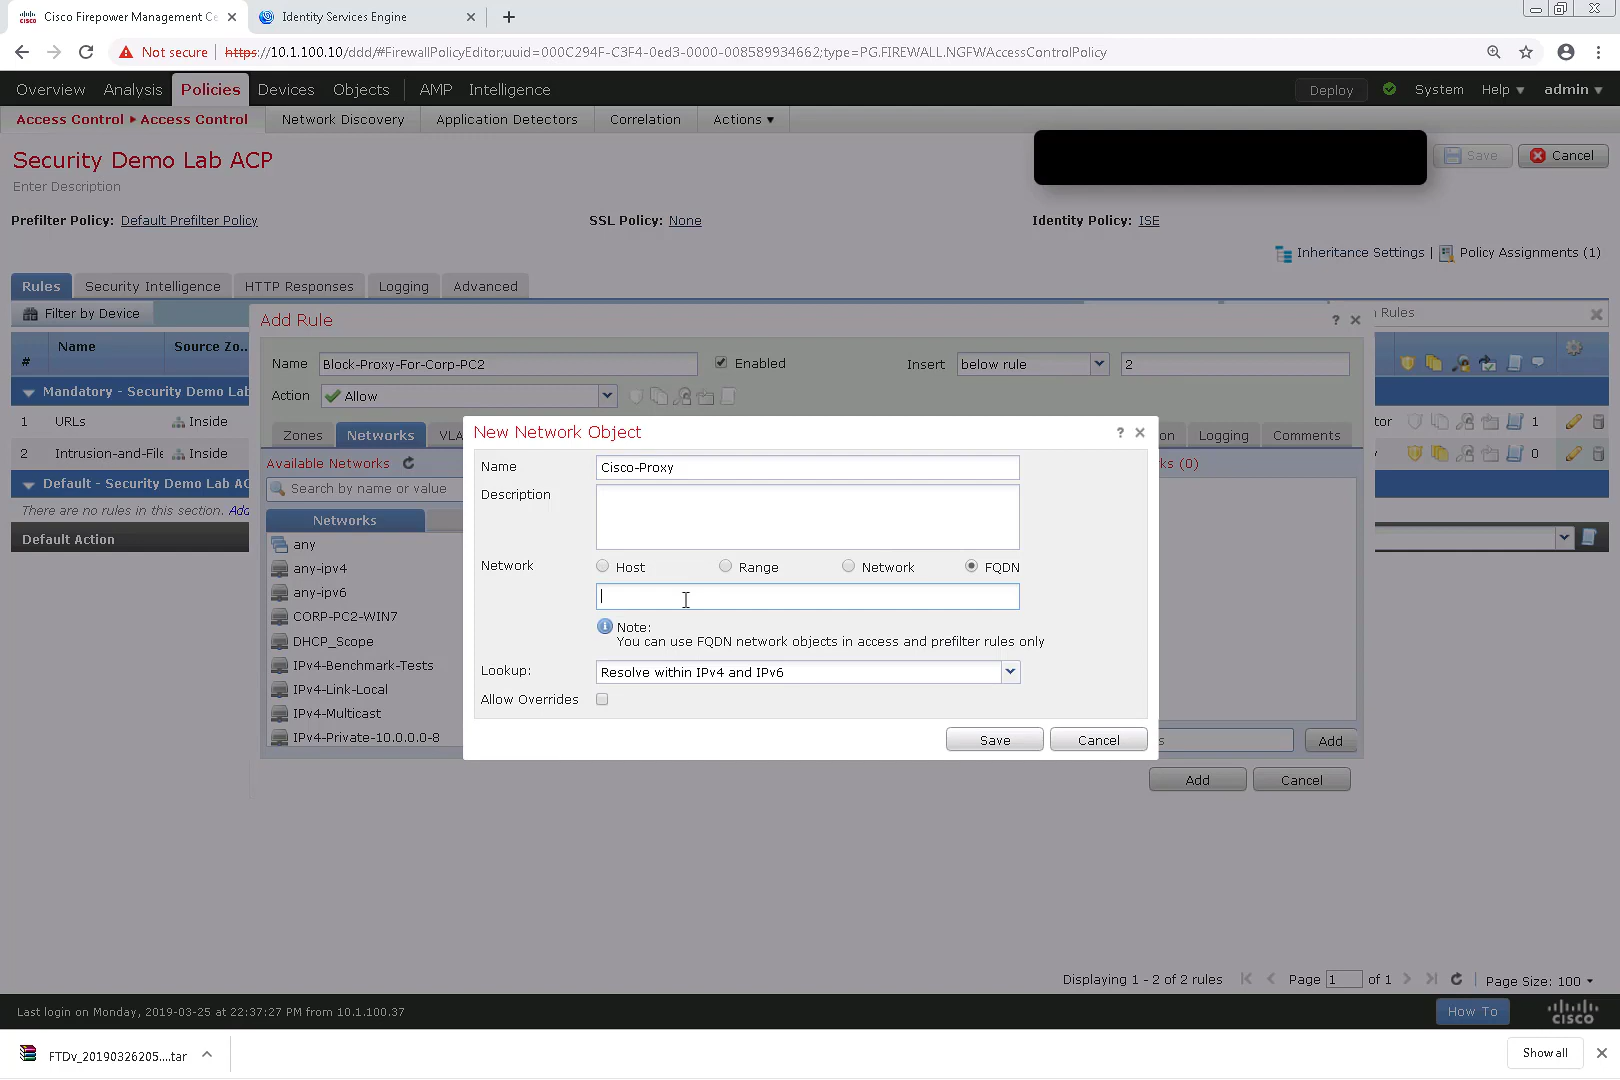 Cisco Firepower Management Ce
Identity Services Engine
Not secure
https://10.1.100.10/ddd/#FirewallPolicyEditor;uuid=000C294F-C3F4-0ed3-0000-008589934662;type=PG.FIREWALL.NGFWAccessControlPolicy
Overview Analysis Policies Devices Objects AMP Intelligence Deploy System Help admin
Access Control Access Control Network Discovery Application Detectors Correlation Actions
Security Demo Lab ACP
Enter Description
Save Cancel
Prefilter Policy: Default Prefilter Policy SSL Policy: None Identity Policy: ISE
Inheritance Settings | Policy Assignments (1)
Rules Security Intelligence HTTP Responses Logging Advanced
Filter by Device
Rules
Add Rule
# Name Source Zo...
Name Block-Proxy-For-Corp-PC2 Enabled Insert below rule 2
Mandatory - Security Demo Lab
Action Allow
1 URLs Inside
tor 1
Zones Networks VLA
on Logging Comments
2 Intrusion-and-File Inside
0
Available Networks
ks (0)
Default - Security Demo Lab AC
Search by name or value
There are no rules in this section. Add
Networks
Default Action
any
any-ipv4
any-ipv6
CORP-PC2-WIN7
DHCP_Scope
IPv4-Benchmark-Tests
IPv4-Link-Local
IPv4-Multicast
IPv4-Private-10.0.0.0-8
New Network Object
Name Cisco-Proxy
Description
Network Host Range Network FQDN
Note:
You can use FQDN network objects in access and prefilter rules only
Lookup: Resolve within IPv4 and IPv6
Allow Overrides
Save Cancel
s Add
Add Cancel
Displaying 1 - 2 of 2 rules Page 1 of 1 Page Size: 100
Last login on Monday, 2019-03-25 at 22:37:27 PM from 10.1.100.37
How To
CISCO
FTDv_20190326205....tar
Show all